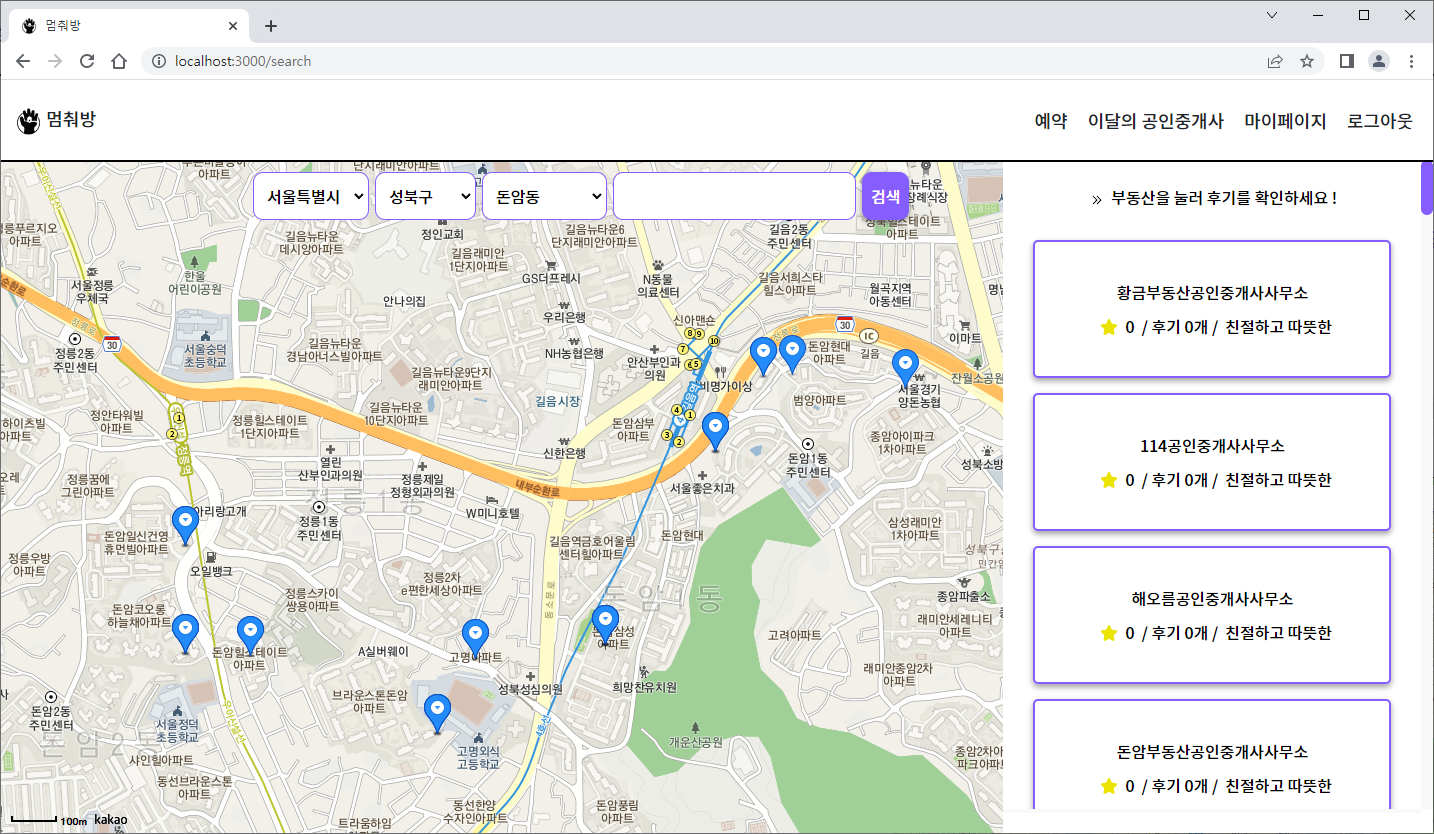 멈춰방
localhost:3000/search
멈춰방
예약 이달의 공인중개사 마이페이지 로그아웃
서울특별시 성북구 돈암동 검색
» 부동산을 눌러 후기를 확인하세요 !
황금부동산공인중개사사무소
0 / 후기 0개 / 친절하고 따뜻한
114공인중개사사무소
0 / 후기 0개 / 친절하고 따뜻한
해오름공인중개사사무소
0 / 후기 0개 / 친절하고 따뜻한
돈암부동산공인중개사사무소
0 / 후기 0개 / 친절하고 따뜻한
단지래미안아파트
정인교회
길음뉴타운
데시앙아파트
길음래미안
1단지아파트
길음뉴타운6
단지래미안아파트
길음2동
주민센터
아파트
한울
어린이공원
서울정릉
우체국
안나의집
GS더프레시
우리은행
N동물
의료센터
길음서희스타
힐스아파트
월곡지역
아동센터
이마트
신아맨숀
정릉로
30
정릉2동
주민센터
서울숭덕
초등학교
길음뉴타운
경남아너스빌아파트
NH농협은행
안산부인과
의원
비명가이상
돈암현대
아파트
30
IC
길음
서울경기
양돈농협
잔월소공원
길음뉴타운9단지
래미안아파트
길음뉴타운
10단지아파트
길음시장
범양아파트
정안타워빌
아파트
정릉힐스테이트
1단지아파트
신한은행
돈암삼부
아파트
돈암1동
주민센터
종암아이파크
1차아파트
정릉꿈에
그린아파트
열린
산부인과의원
정릉제일
정형외과의원
내부순환로
서울좋은치과
정릉1동
정릉1동
주민센터
W미니호텔
아리랑고개
돈암일신건영
휴먼빌아파트
오일뱅크
정릉우방
아파트
길음역금호어울림
센터힐아파트
돈암현대
삼성래미안
1차아파트
정릉2차
e편한세상아파트
정릉스카이
쌍용아파트
돈암코오롱
하늘채아파트
돈암1동
종암파출소
래미안세레니티
아파트
고려아파트
돈암힐스테이트
아파트
A실버웨이
고명아파트
돈암삼성
아파트
성북성심의원
희망찬유치원
래미안종암2차
아파트
브라운스톤돈암
아파트
돈암2동
주민센터
서울정덕
초등학교
돈암2동
샤인힐아파트
고명외식
고등학교
4호선
개운산공원
동선브라운스톤
아파트
동선한양
수자인아파트
돈암풍림
아파트
트라움하임
100m kakao